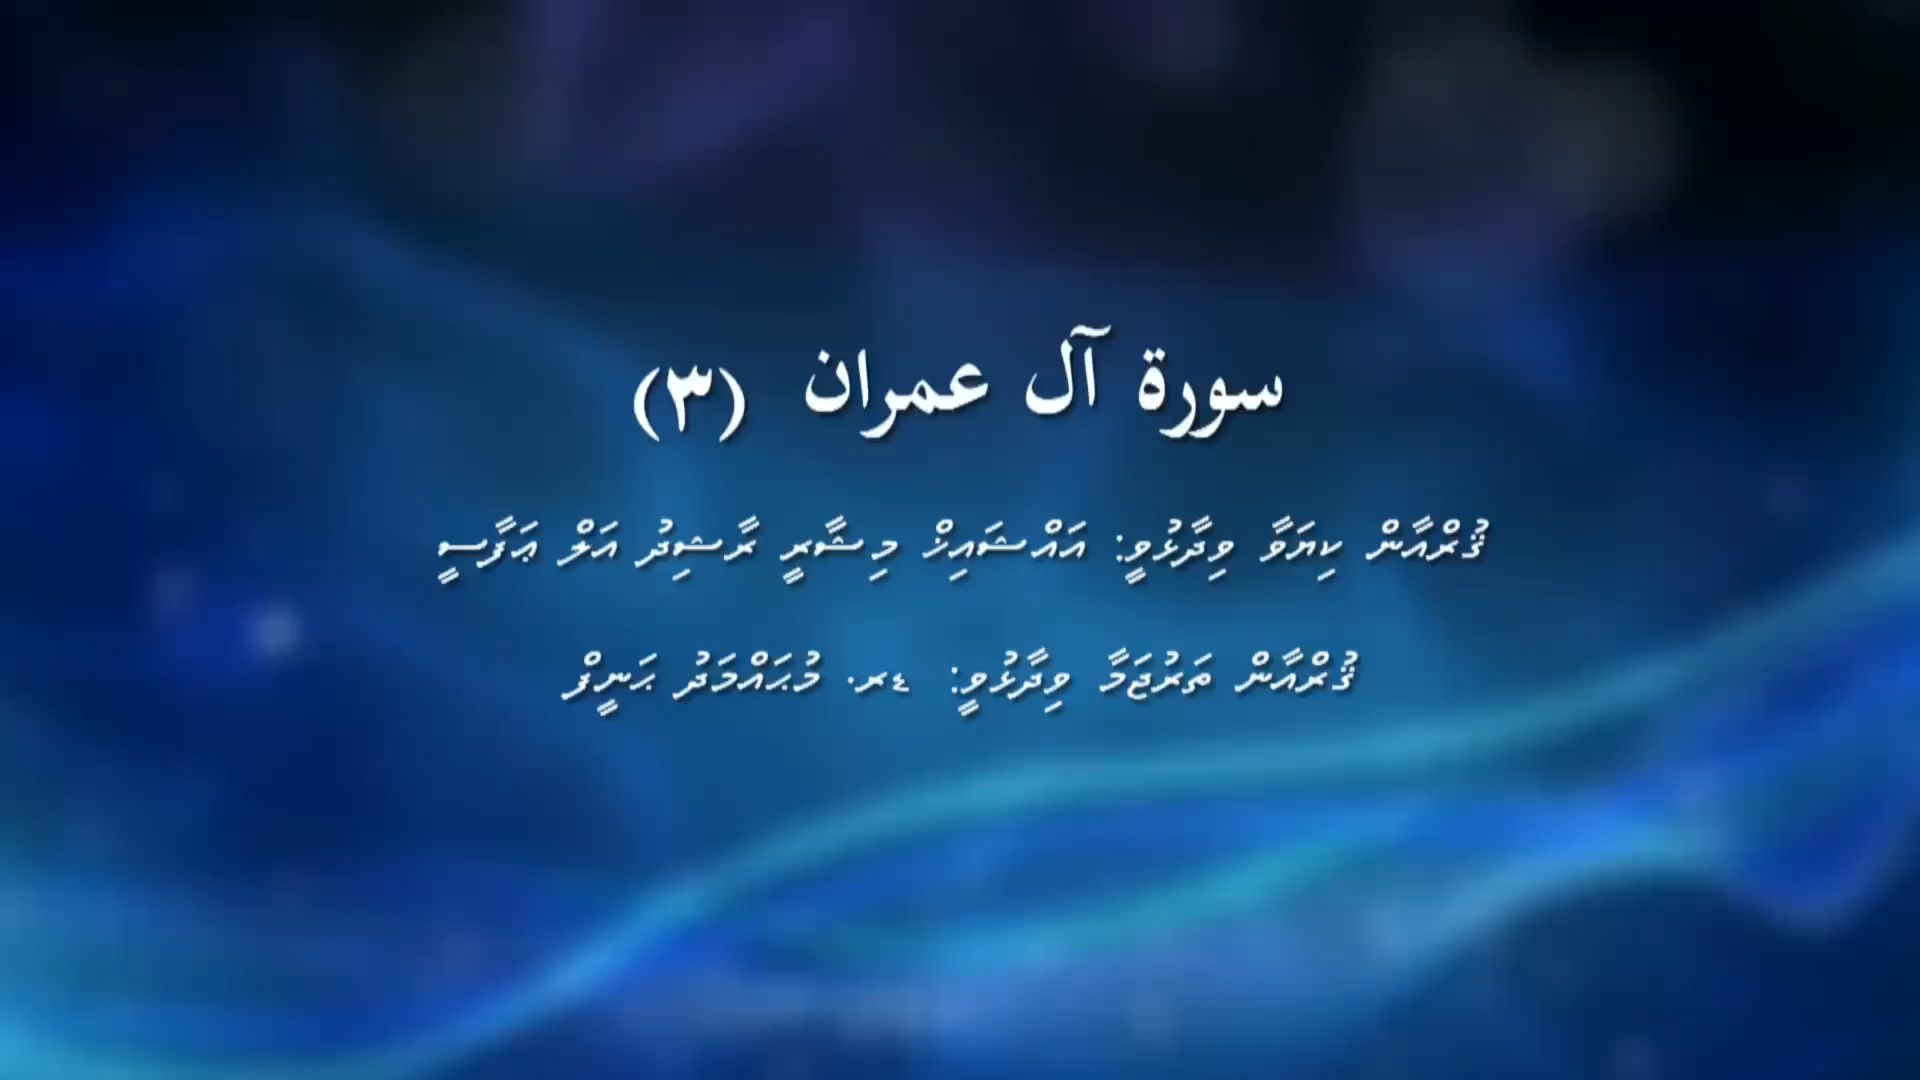 سورة آل عمران (٣)
ޤުރްއާން ކިޔަވާ ވިދާޅުވީ: އައްޝައިޚް މިޝާރީ ރާޝިދު އަލް ޢަފާސީ
ޤުރްއާން ތަރުޖަމާ ވިދާޅުވީ: ޑރ. މުޙައްމަދު ޙަނީފް